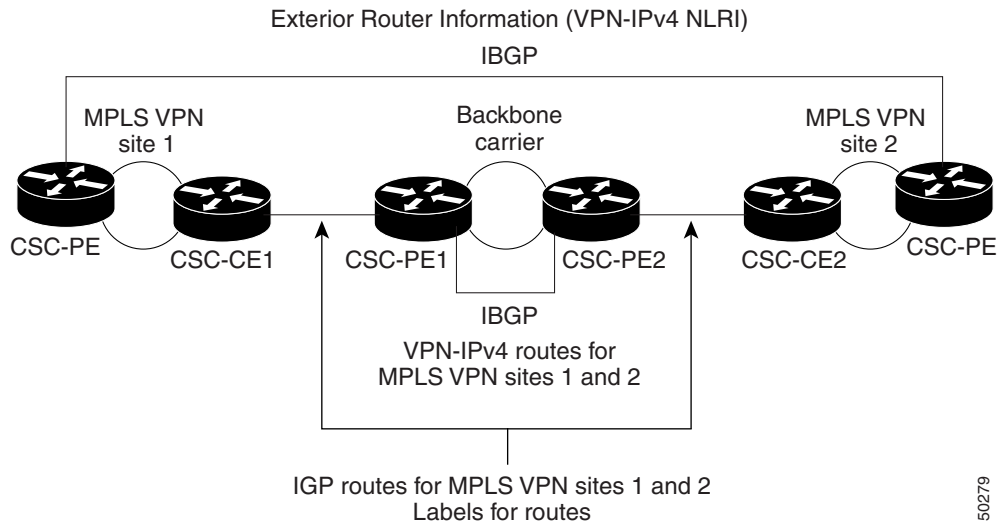 Exterior Router Information (VPN-IPv4 NLRI)
IBGP
MPLS VPN
site 1
Backbone
carrier
MPLS VPN
site 2
CSC-PE
CSC-CE1
CSC-PE1
CSC-PE2
CSC-CE2
CSC-PE
IBGP
VPN-IPv4 routes for
MPLS VPN sites 1 and 2
IGP routes for MPLS VPN sites 1 and 2
Labels for routes
50279